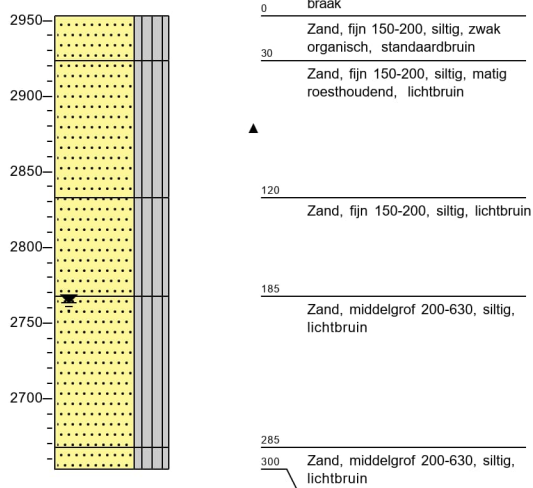 2950
2900
2850
2800
2750
2700
braak
0
Zand, fijn 150-200, siltig, zwak
organisch, standaardbruin
30
Zand, fijn 150-200, siltig, matig
roesthoudend, lichtbruin
120
Zand, fijn 150-200, siltig, lichtbruin
185
Zand, middelgrof 200-630, siltig,
lichtbruin
285
300
Zand, middelgrof 200-630, siltig,
lichtbruin